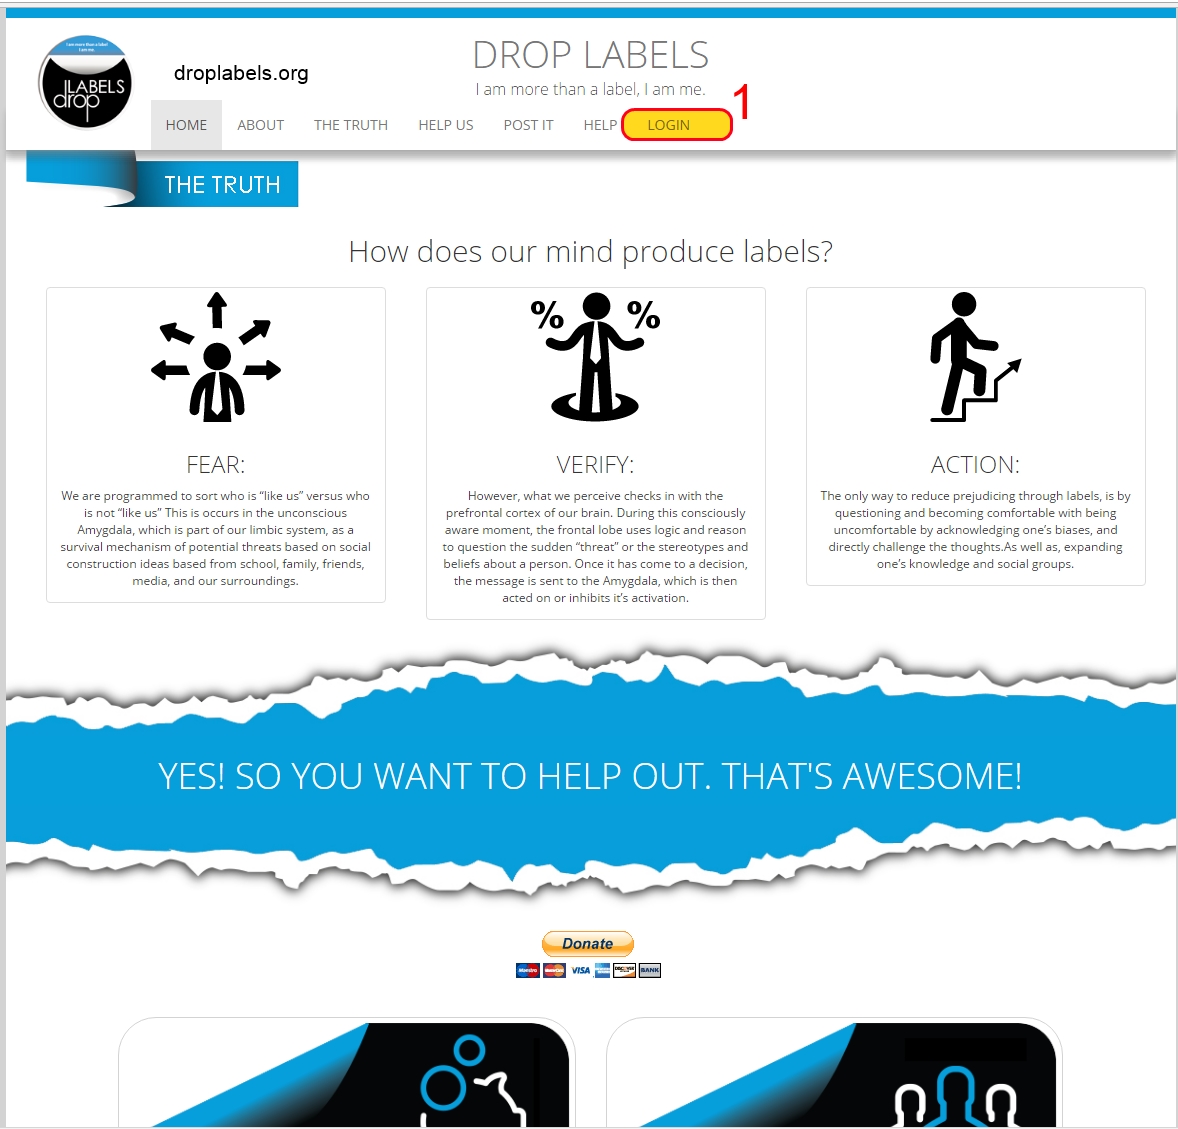 I am more than a label
I am me.
LABELS
drop
droplabels.org
DROP LABELS
I am more than a label, I am me.
1
HOME ABOUT THE TRUTH HELP US POST IT HELP LOGIN
THE TRUTH
How does our mind produce labels?
% %
FEAR:
We are programmed to sort who is “like us” versus who
is not “like us” This is occurs in the unconscious
Amygdala, which is part of our limbic system, as a
survival mechanism of potential threats based on social
construction ideas based from school, family, friends,
media, and our surroundings.
VERIFY:
However, what we perceive checks in with the
prefrontal cortex of our brain. During this consciously
aware moment, the frontal lobe uses logic and reason
to question the sudden “threat” or the stereotypes and
beliefs about a person. Once it has come to a decision,
the message is sent to the Amygdala, which is then
acted on or inhibits it’s activation.
ACTION:
The only way to reduce prejudicing through labels, is by
questioning and becoming comfortable with being
uncomfortable by acknowledging one’s biases, and
directly challenge the thoughts.As well as, expanding
one’s knowledge and social groups.
YES! SO YOU WANT TO HELP OUT. THAT'S AWESOME!
Donate
Maestro MasterCard VISA DISCOVER BANK